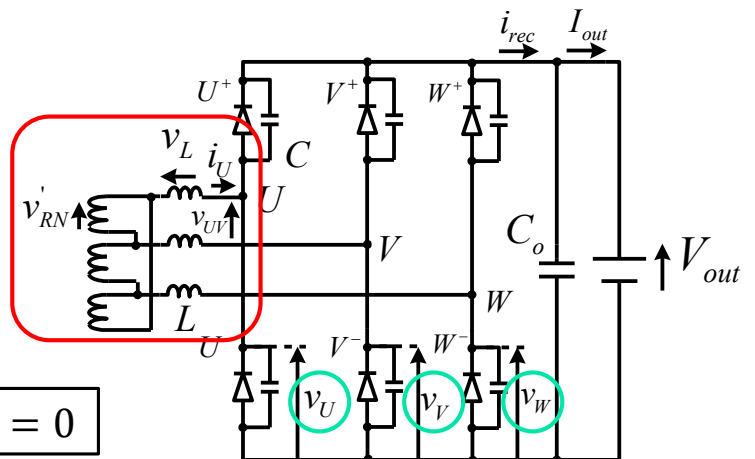 i_rec I_out
U⁺ V⁺ W⁺
v_L i_U C
v'_RN v_UV U
V C_o V_out
W
L
U V⁻ W⁻
v_U v_V v_W
= 0